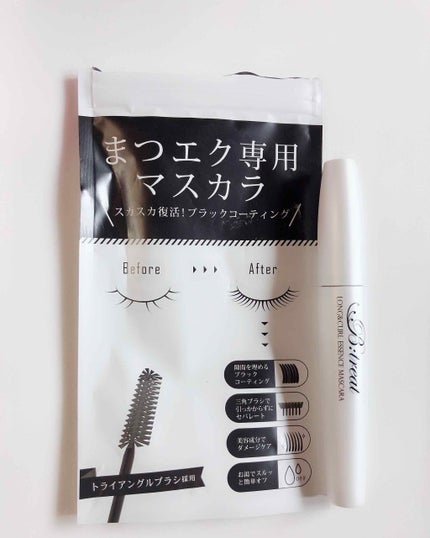 まつエク専用
マスカラ
スカスカ復活!ブラックコーティング
Before
After
隙間を埋める
ブラック
コーティング
三角ブラシで
引っかからずに
セパレート
美容成分で
ダメージケア
お湯でスルッ
と簡単オフ
OFF
トライアングルブラシ採用
B:treat
LONG&CURL ESSENCE MASCARA